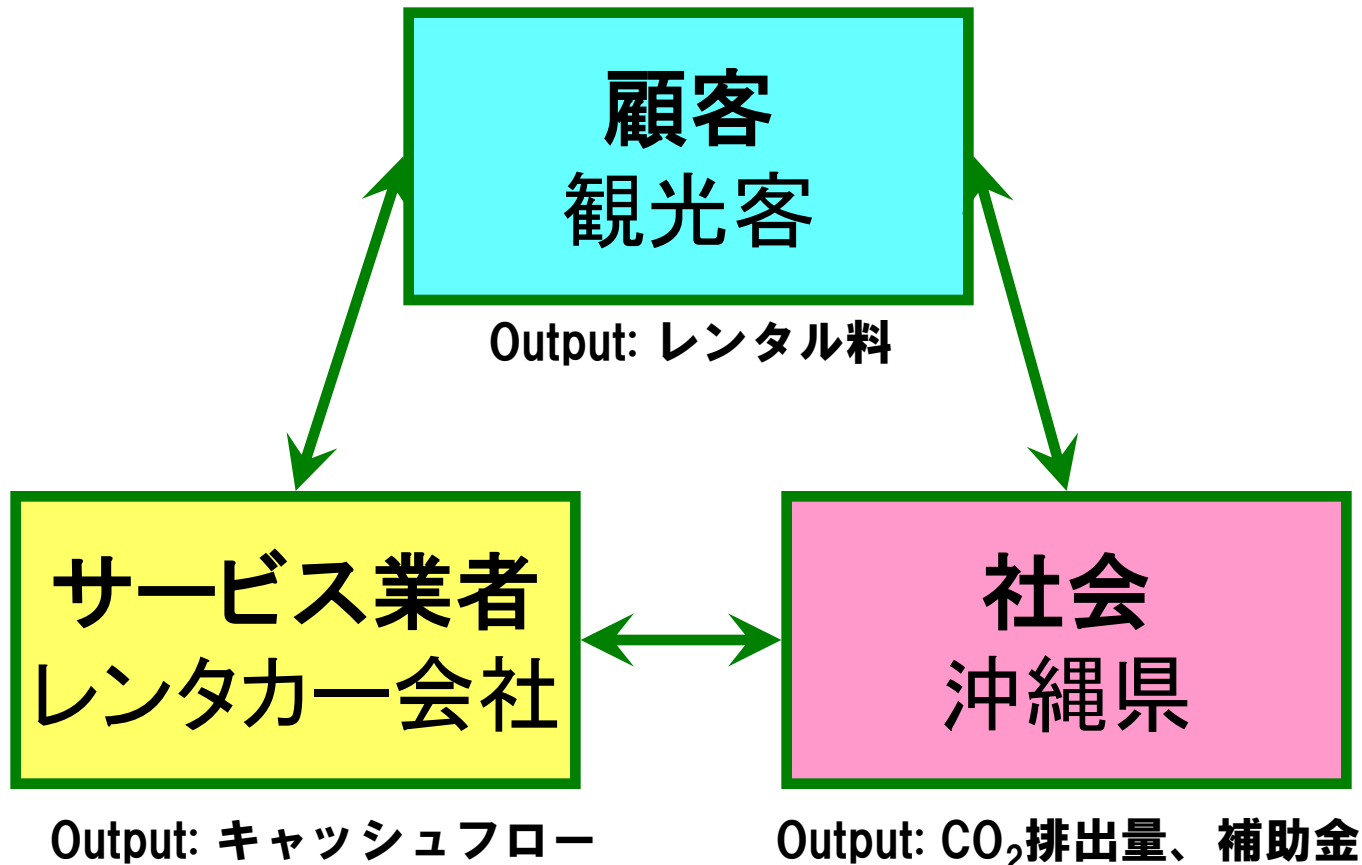 顧客
観光客
Output: レンタル料
サービス業者
レンタカー会社
Output: キャッシュフロー
社会
沖縄県
Output: CO₂排出量、補助金